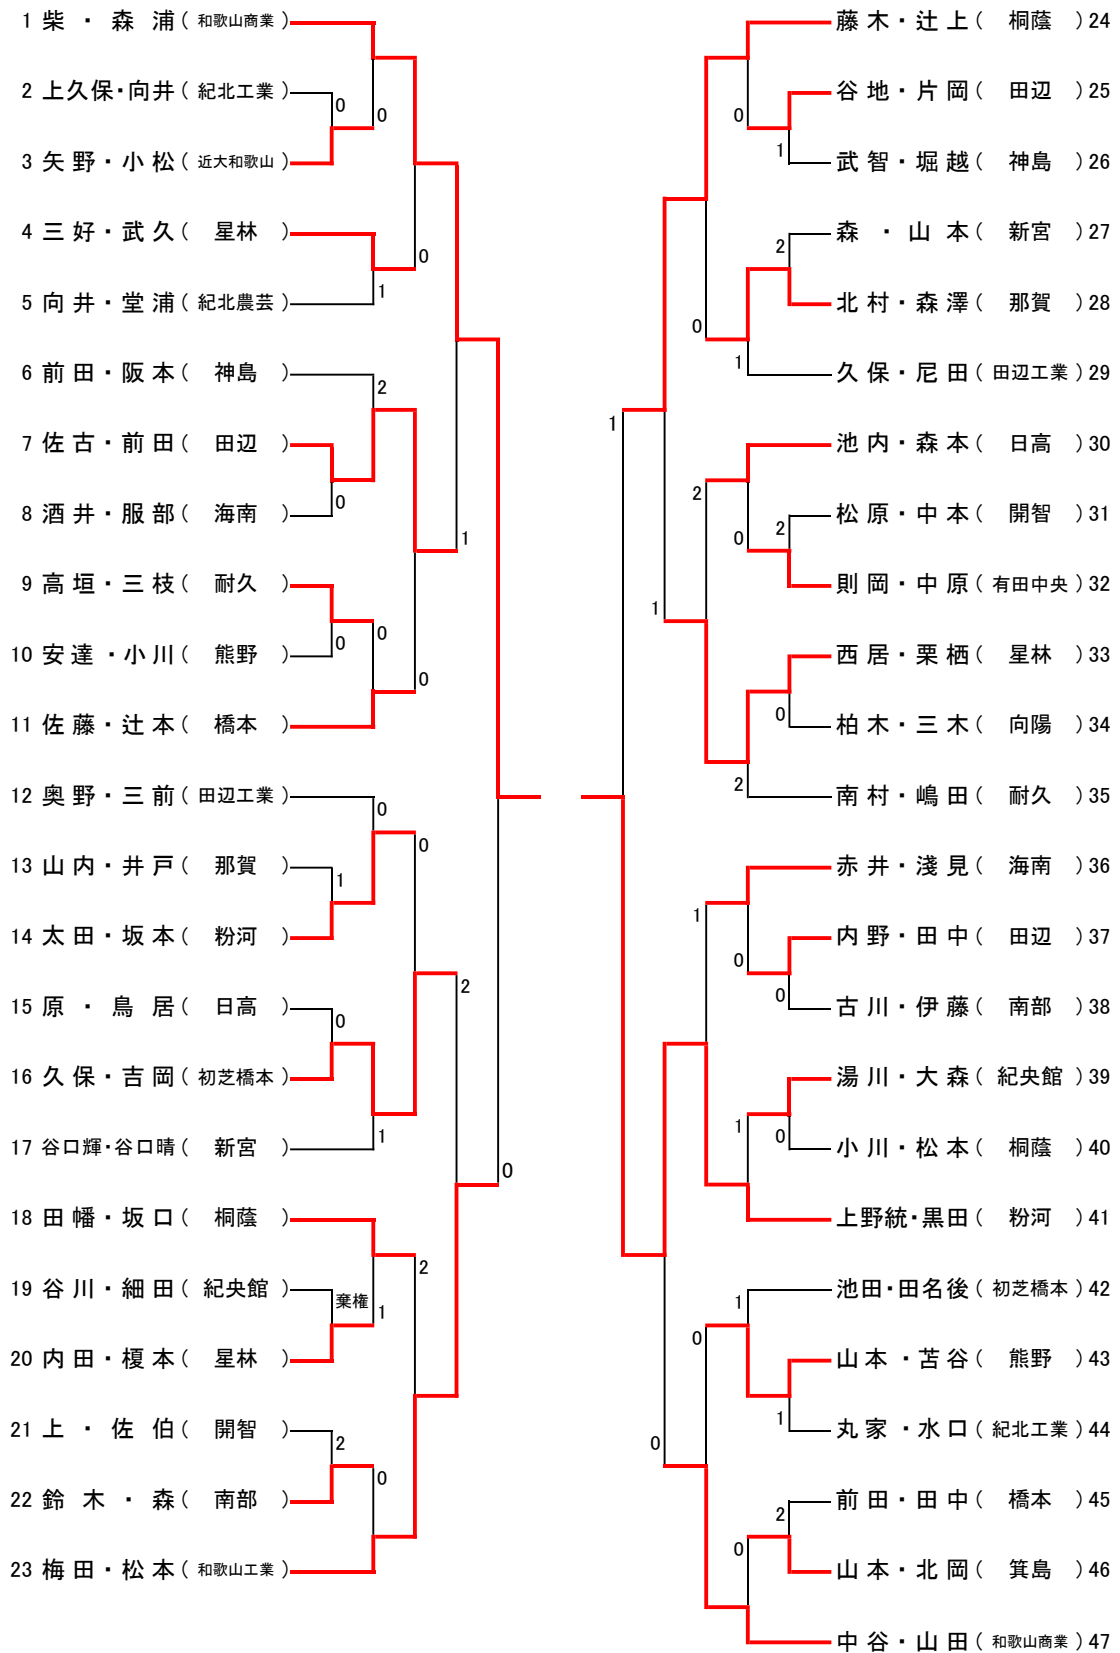 1 柴・森浦（和歌山商業）
2 上久保・向井（紀北工業）
0
0
3 矢野・小松（近大和歌山）
4 三好・武久（星林）
0
1
5 向井・堂浦（紀北農芸）
6 前田・阪本（神島）
2
7 佐古・前田（田辺）
0
8 酒井・服部（海南）
1
9 高垣・三枝（耐久）
0
0
10 安達・小川（熊野）
0
11 佐藤・辻本（橋本）
12 奥野・三前（田辺工業）
0
0
13 山内・井戸（那賀）
1
14 太田・坂本（粉河）
2
15 原・鳥居（日高）
0
16 久保・吉岡（初芝橋本）
1
17 谷口輝・谷口晴（新宮）
0
18 田幡・坂口（桐蔭）
2
19 谷川・細田（紀央館）
棄権
1
20 内田・榎本（星林）
21 上・佐伯（開智）
2
0
22 鈴木・森（南部）
23 梅田・松本（和歌山工業）
藤木・辻上（桐蔭）24
谷地・片岡（田辺）25
0
1
武智・堀越（神島）26
森・山本（新宮）27
2
北村・森澤（那賀）28
0
1
久保・尼田（田辺工業）29
1
池内・森本（日高）30
2
松原・中本（開智）31
2
0
則岡・中原（有田中央）32
1
西居・栗栖（星林）33
0
柏木・三木（向陽）34
2
南村・嶋田（耐久）35
赤井・淺見（海南）36
1
内野・田中（田辺）37
0
0
古川・伊藤（南部）38
湯川・大森（紀央館）39
1
0
小川・松本（桐蔭）40
上野統・黒田（粉河）41
池田・田名後（初芝橋本）42
1
0
山本・苫谷（熊野）43
1
丸家・水口（紀北工業）44
0
前田・田中（橋本）45
2
0
山本・北岡（箕島）46
中谷・山田（和歌山商業）47